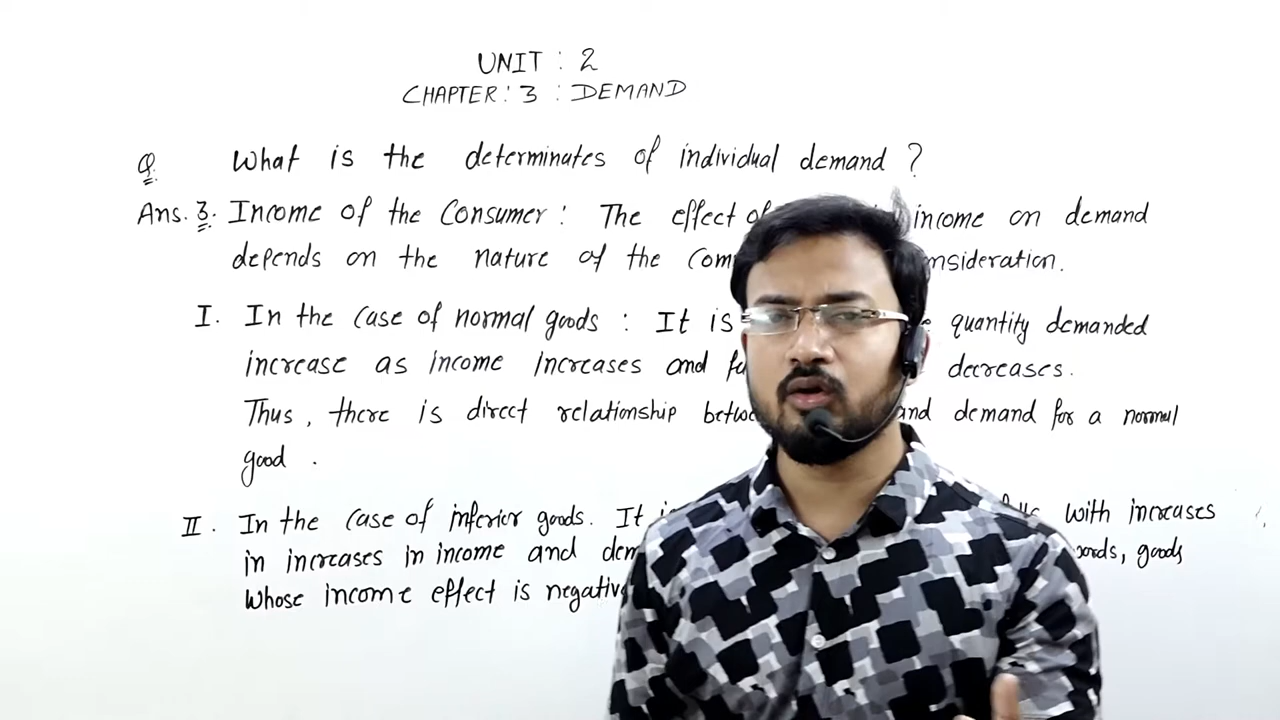 UNIT : 2
CHAPTER : 3 : DEMAND
Q. What is the determinates of individual demand ?
Ans. 3. Income of the Consumer : The effect of income on demand
depends on the nature of the
I. In the case of normal goods : It is quantity demanded
increase as income increases and decreases.
Thus, there is direct relationship and demand for a normal
good .
II. In the case of inferior goods. It with increases
in increases in income and goods
whose income effect is